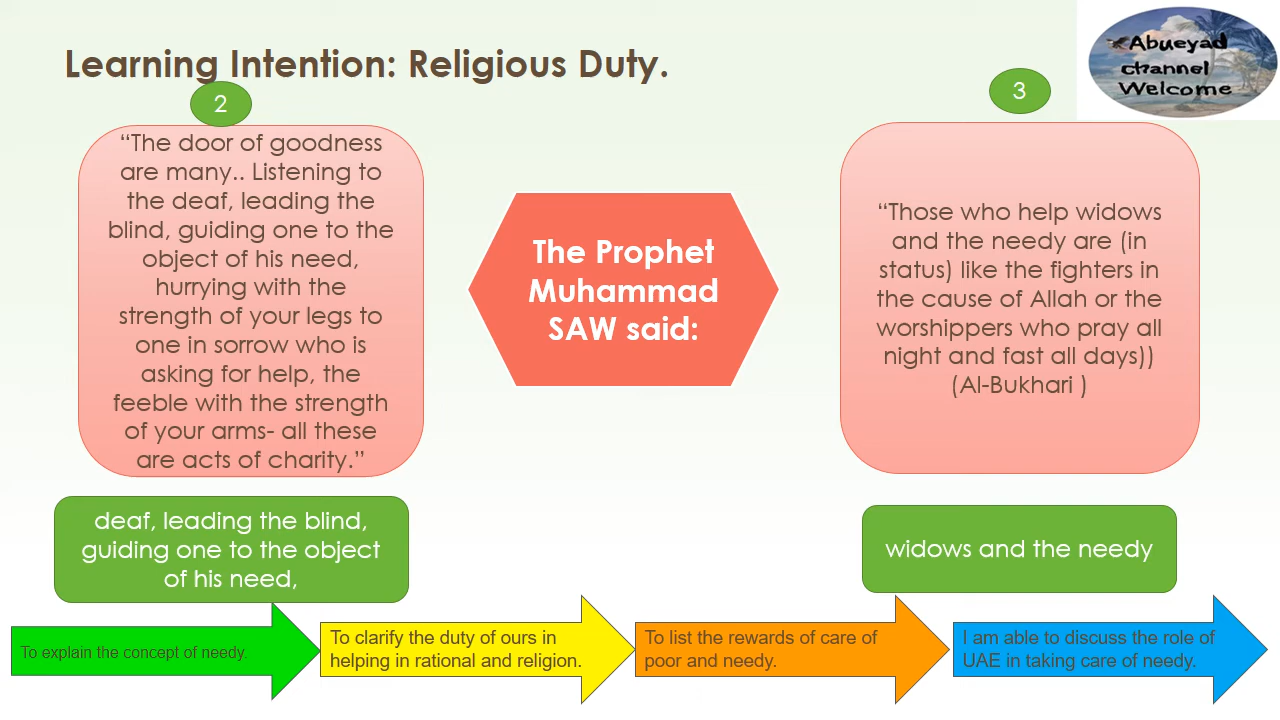 Learning Intention: Religious Duty.
Abueyad
channel
Welcome
2
“The door of goodness
are many.. Listening to
the deaf, leading the
blind, guiding one to the
object of his need,
hurrying with the
strength of your legs to
one in sorrow who is
asking for help, the
feeble with the strength
of your arms- all these
are acts of charity.”
deaf, leading the blind,
guiding one to the object
of his need,
The Prophet
Muhammad
SAW said:
3
“Those who help widows
and the needy are (in
status) like the fighters in
the cause of Allah or the
worshippers who pray all
night and fast all days))
(Al-Bukhari )
widows and the needy
To explain the concept of needy.
To clarify the duty of ours in
helping in rational and religion.
To list the rewards of care of
poor and needy.
I am able to discuss the role of
UAE in taking care of needy.